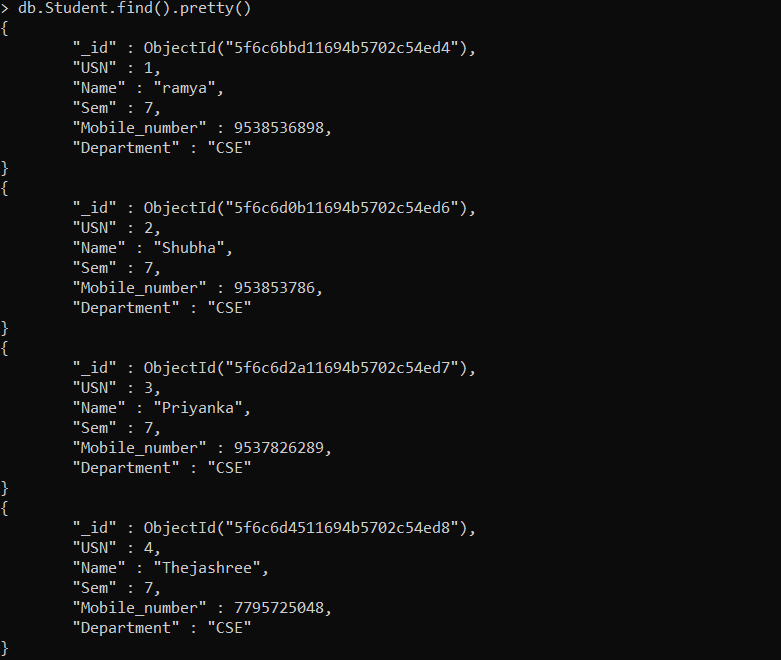 > db.Student.find().pretty()
{
"_id" : ObjectId("5f6c6bbd11694b5702c54ed4"),
"USN" : 1,
"Name" : "ramya",
"Sem" : 7,
"Mobile_number" : 9538536898,
"Department" : "CSE"
}
{
"_id" : ObjectId("5f6c6d0b11694b5702c54ed6"),
"USN" : 2,
"Name" : "Shubha",
"Sem" : 7,
"Mobile_number" : 953853786,
"Department" : "CSE"
}
{
"_id" : ObjectId("5f6c6d2a11694b5702c54ed7"),
"USN" : 3,
"Name" : "Priyanka",
"Sem" : 7,
"Mobile_number" : 9537826289,
"Department" : "CSE"
}
{
"_id" : ObjectId("5f6c6d4511694b5702c54ed8"),
"USN" : 4,
"Name" : "Thejashree",
"Sem" : 7,
"Mobile_number" : 7795725048,
"Department" : "CSE"
}